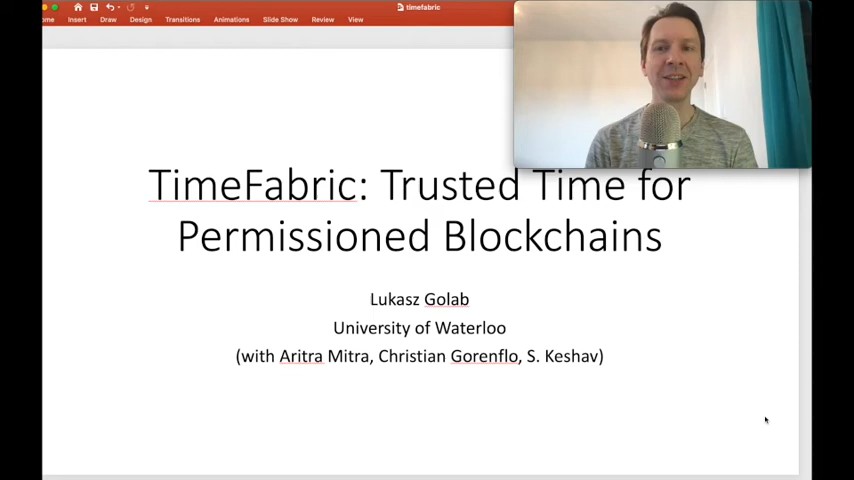 timefabric
ome Insert Draw Design Transitions Animations Slide Show Review View
TimeFabric: Trusted Time for
Permissioned Blockchains
Lukasz Golab
University of Waterloo
(with Aritra Mitra, Christian Gorenflo, S. Keshav)